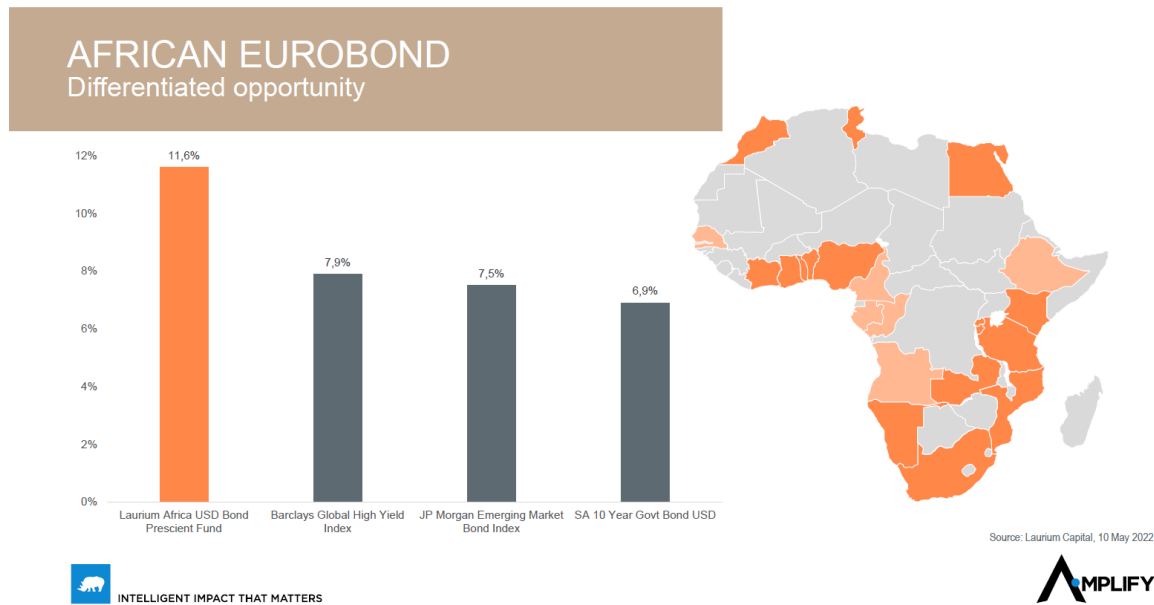 AFRICAN EUROBOND
Differentiated opportunity
12%
10%
8%
6%
4%
2%
0%
11,6%
7,9%
7,5%
6,9%
Laurium Africa USD Bond
Prescient Fund
Barclays Global High Yield
Index
JP Morgan Emerging Market
Bond Index
SA 10 Year Govt Bond USD
Source: Laurium Capital, 10 May 2022
INTELLIGENT IMPACT THAT MATTERS
AMPLIFY